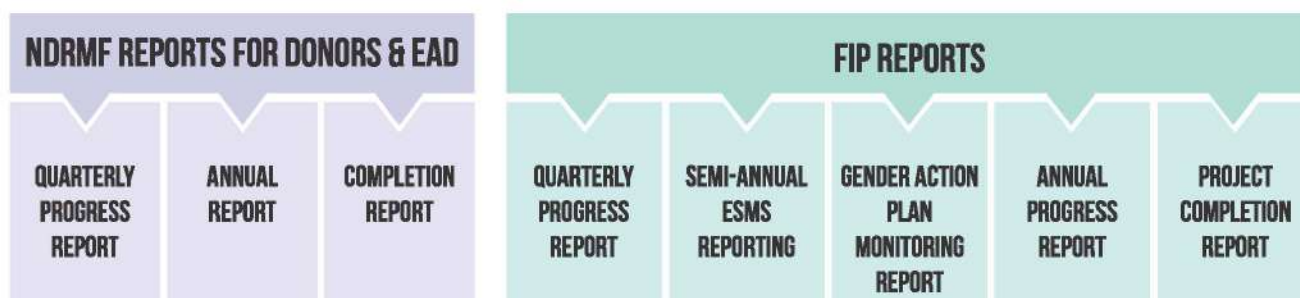 NDRMF REPORTS FOR DONORS & EAD
QUARTERLY
PROGRESS
REPORT
ANNUAL
REPORT
COMPLETION
REPORT
FIP REPORTS
QUARTERLY
PROGRESS
REPORT
SEMI-ANNUAL
ESMS
REPORTING
GENDER ACTION
PLAN
MONITORING
REPORT
ANNUAL
PROGRESS
REPORT
PROJECT
COMPLETION
REPORT